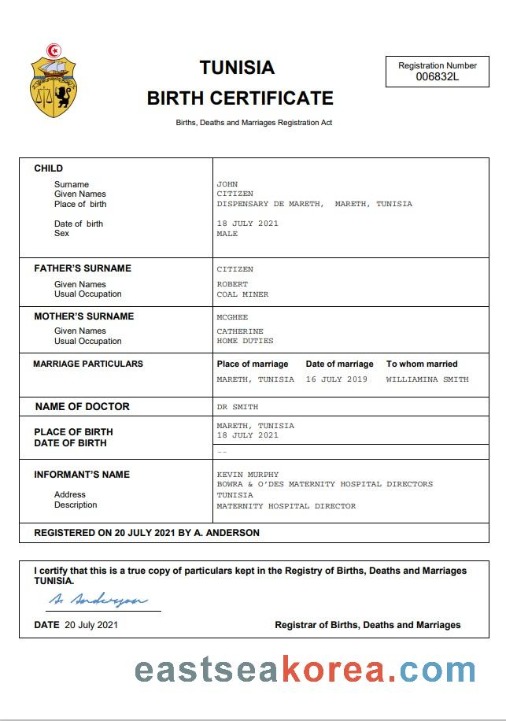 TUNISIA
BIRTH CERTIFICATE
Births, Deaths and Marriages Registration Act
Registration Number
006832L
CHILD
Surname JOHN
Given Names CITIZEN
Place of birth DISPENSARY DE MARETH, MARETH, TUNISIA
Date of birth 18 JULY 2021
Sex MALE
FATHER'S SURNAME CITIZEN
Given Names ROBERT
Usual Occupation COAL MINER
MOTHER'S SURNAME MCGHEE
Given Names CATHERINE
Usual Occupation HOME DUTIES
MARRIAGE PARTICULARS Place of marriage Date of marriage To whom married
MARETH, TUNISIA 16 JULY 2019 WILLIAMINA SMITH
NAME OF DOCTOR DR SMITH
PLACE OF BIRTH MARETH, TUNISIA
DATE OF BIRTH 18 JULY 2021
--
INFORMANT'S NAME KEVIN MURPHY
BOWRA & O'DES MATERNITY HOSPITAL DIRECTORS
Address TUNISIA
Description MATERNITY HOSPITAL DIRECTOR
REGISTERED ON 20 JULY 2021 BY A. ANDERSON
I certify that this is a true copy of particulars kept in the Registry of Births, Deaths and Marriages
TUNISIA.
A. Anderson
DATE 20 July 2021 Registrar of Births, Deaths and Marriages
eastseakorea.com